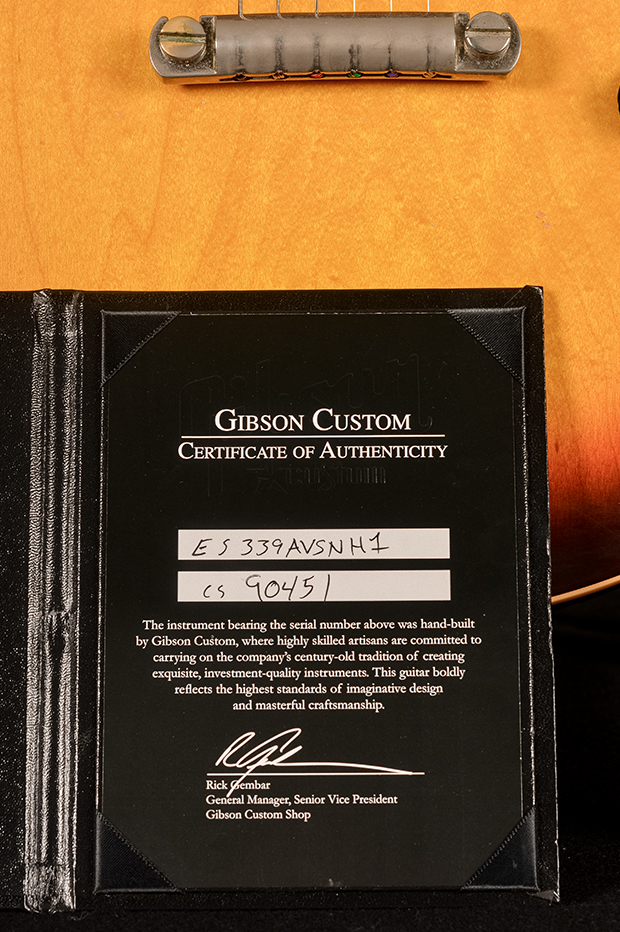 GIBSON CUSTOM
CERTIFICATE OF AUTHENTICITY
ES339AVSNH1
CS 90451
The instrument bearing the serial number above was hand-built
by Gibson Custom, where highly skilled artisans are committed to
carrying on the company's century-old tradition of creating
exquisite, investment-quality instruments. This guitar boldly
reflects the highest standards of imaginative design
and masterful craftsmanship.
Rick Gembar
General Manager, Senior Vice President
Gibson Custom Shop